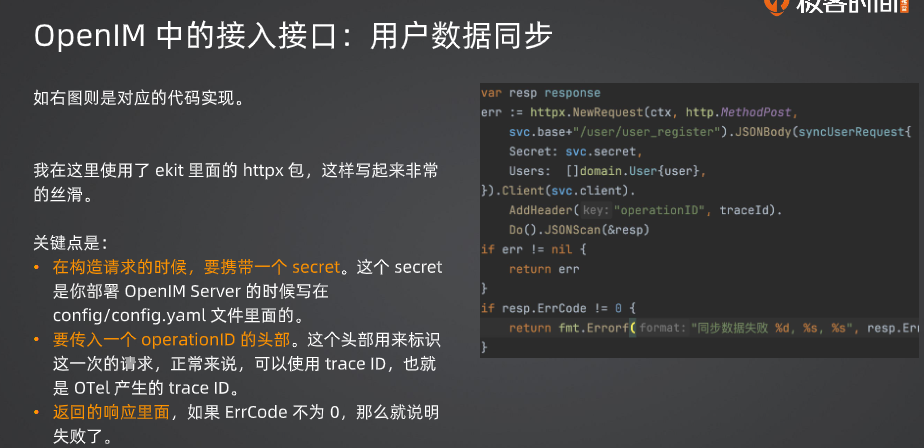 极客时间
OpenIM 中的接入接口：用户数据同步
如右图则是对应的代码实现。
我在这里使用了 ekit 里面的 httpx 包，这样写起来非常
的丝滑。
关键点是：
• 在构造请求的时候，要携带一个 secret。这个 secret
是你部署 OpenIM Server 的时候写在
config/config.yaml 文件里面的。
• 要传入一个 operationID 的头部。这个头部用来标识
这一次的请求，正常来说，可以使用 trace ID，也就
是 OTel 产生的 trace ID。
• 返回的响应里面，如果 ErrCode 不为 0，那么就说明
失败了。
var resp response
err := httpx.NewRequest(ctx, http.MethodPost,
svc.base+"/user/user_register").JSONBody(syncUserRequest{
Secret: svc.secret,
Users: []domain.User{user},
}).Client(svc.client).
AddHeader( key: "operationID", traceId).
Do().JSONScan(&resp)
if err != nil {
return err
}
if resp.ErrCode != 0 {
return fmt.Errorf( format: "同步数据失败 %d, %s, %s", resp.Er
}